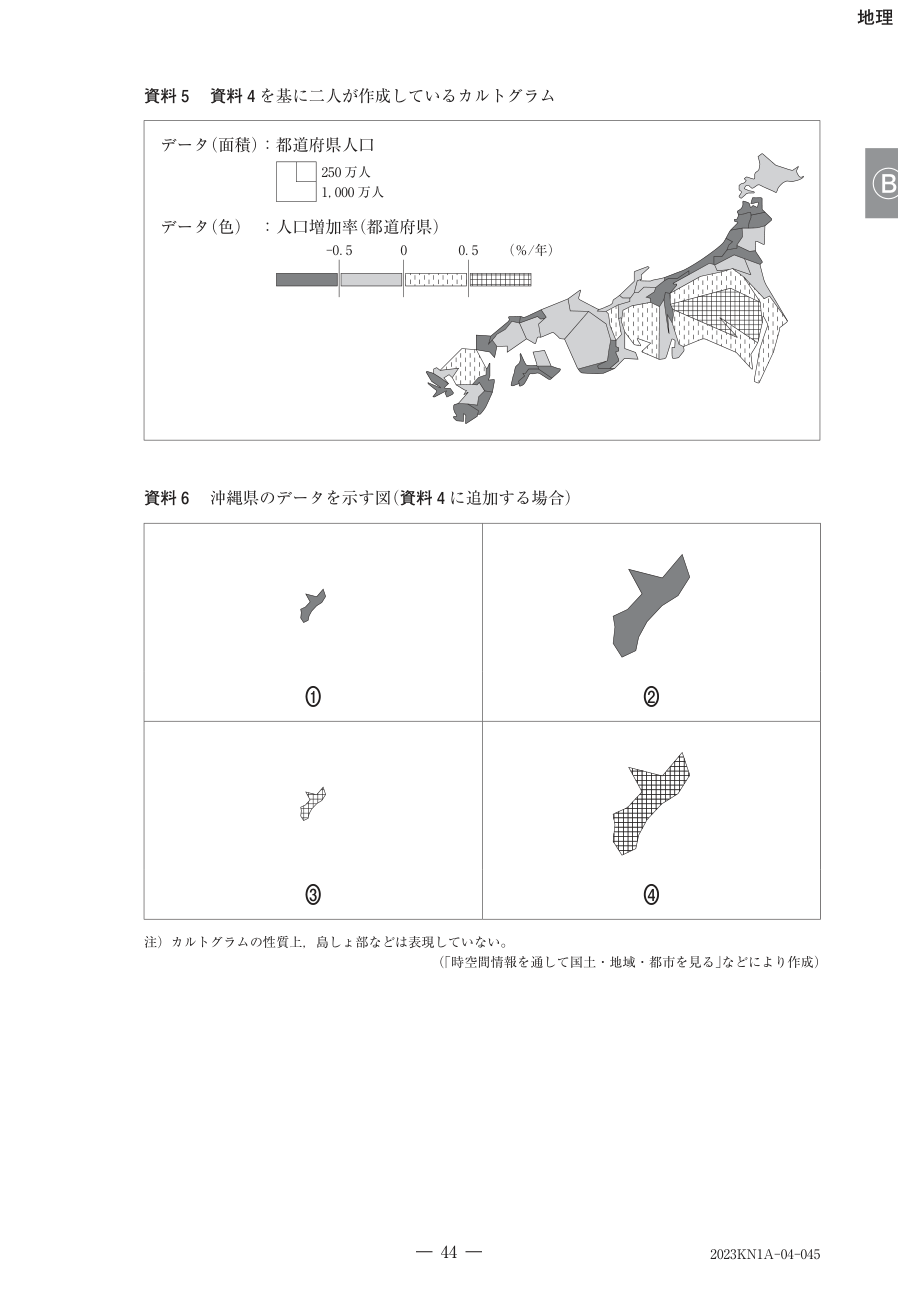 地理
資料5　資料4を基に二人が作成しているカルトグラム
B
データ(面積)：都道府県人口
250万人
1,000万人
データ(色)　：人口増加率(都道府県)
-0.5　0　0.5　(%/年)
資料6　沖縄県のデータを示す図(資料4に追加する場合)
①　②
③　④
注）カルトグラムの性質上，島しょ部などは表現していない。
(「時空間情報を通して国土・地域・都市を見る」などにより作成)
― 44 ―
2023KN1A-04-045